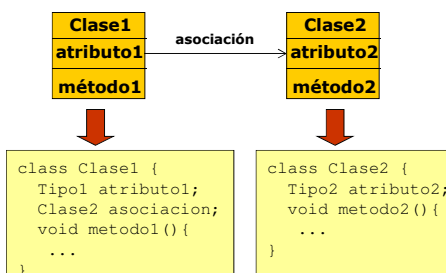 Clase1
atributo1
método1
asociación
Clase2
atributo2
método2
class Clase1 {
Tipo1 atributo1;
Clase2 asociacion;
void metodo1(){
...
}
class Clase2 {
Tipo2 atributo2;
void metodo2(){
...
}